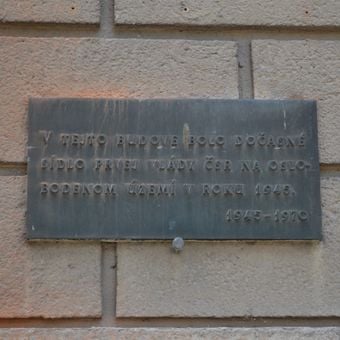 V TEJTO BUDOVE BOLO DOČASNÉ
SÍDLO PRVEJ VLÁDY ČSR NA OSLO-
BODENOM ÚZEMÍ V ROKU 1945.
1945-1970